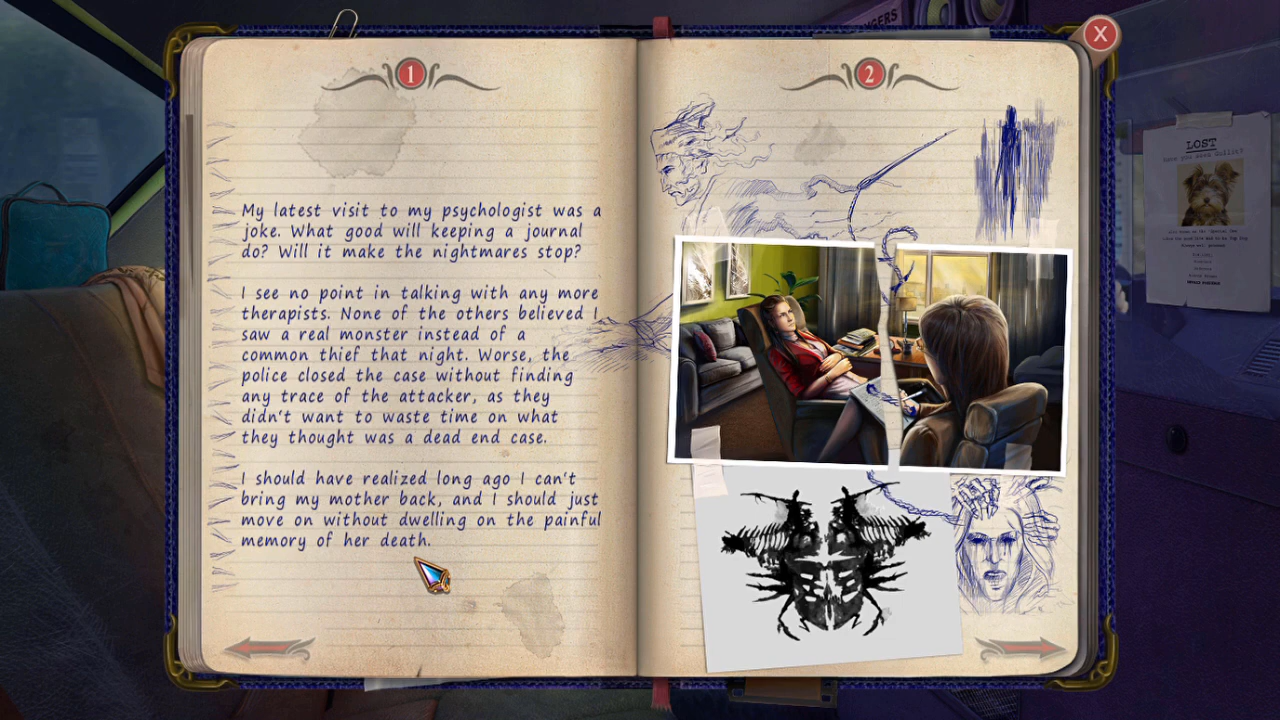 GERS
X
1
2
My latest visit to my psychologist was a
joke. What good will keeping a journal
do? Will it make the nightmares stop?
I see no point in talking with any more
therapists. None of the others believed I
saw a real monster instead of a
common thief that night. Worse, the
police closed the case without finding
any trace of the attacker, as they
didn't want to waste time on what
they thought was a dead end case.
I should have realized long ago I can't
bring my mother back, and I should just
move on without dwelling on the painful
memory of her death.
LOST
Have you seen